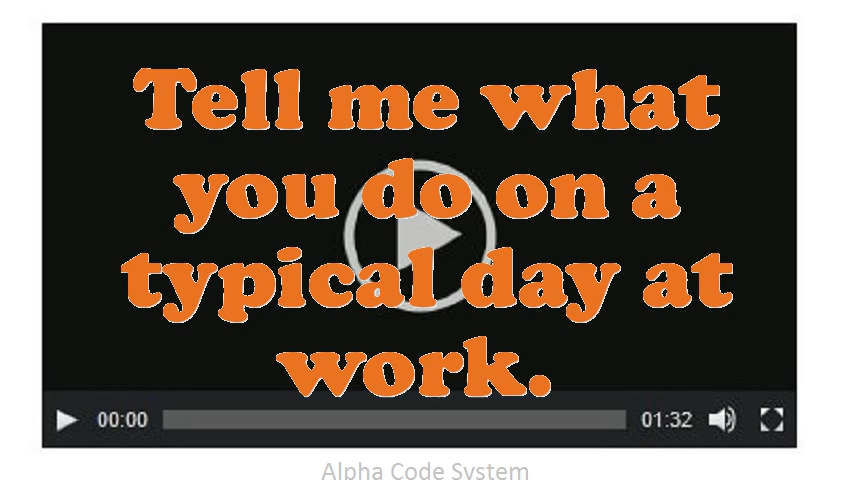 Tell me what
you do on a
typical day at
work.
00:00 01:32
Alpha Code System